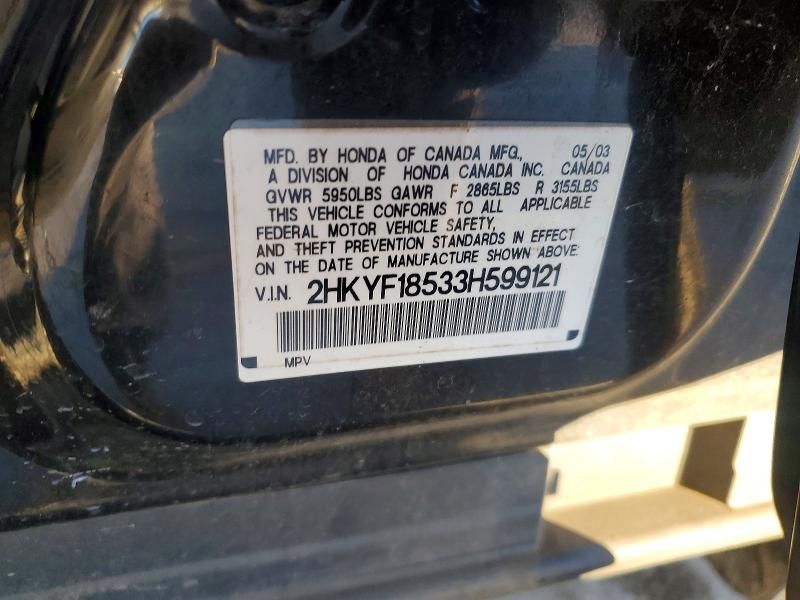 MFD. BY HONDA OF CANADA MFG., 05/03
A DIVISION OF HONDA CANADA INC. CANADA
GVWR 5950LBS GAWR F 2865LBS R 3155LBS
THIS VEHICLE CONFORMS TO ALL APPLICABLE
FEDERAL MOTOR VEHICLE SAFETY,
AND THEFT PREVENTION STANDARDS IN EFFECT
ON THE DATE OF MANUFACTURE SHOWN ABOVE.
V.I.N. 2HKYF18533H599121
MPV